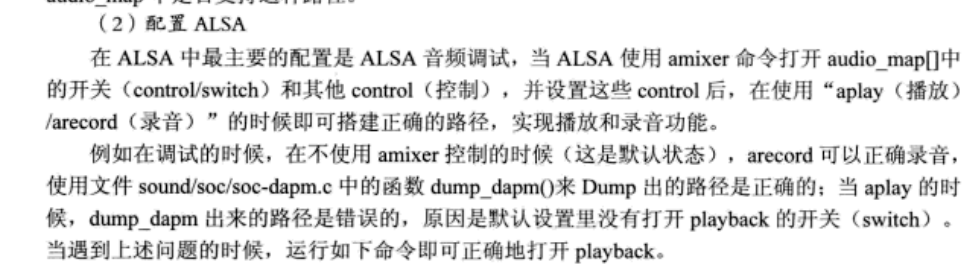 （2）配置 ALSA
在 ALSA 中最主要的配置是 ALSA 音频调试，当 ALSA 使用 amixer 命令打开 audio_map[]中
的开关（control/switch）和其他 control（控制），并设置这些 control 后，在使用“aplay（播放）
/arecord（录音）”的时候即可搭建正确的路径，实现播放和录音功能。
例如在调试的时候，在不使用 amixer 控制的时候（这是默认状态），arecord 可以正确录音，
使用文件 sound/soc/soc-dapm.c 中的函数 dump_dapm()来 Dump 出的路径是正确的；当 aplay 的时
候，dump_dapm 出来的路径是错误的，原因是默认设置里没有打开 playback 的开关（switch）。
当遇到上述问题的时候，运行如下命令即可正确地打开 playback。